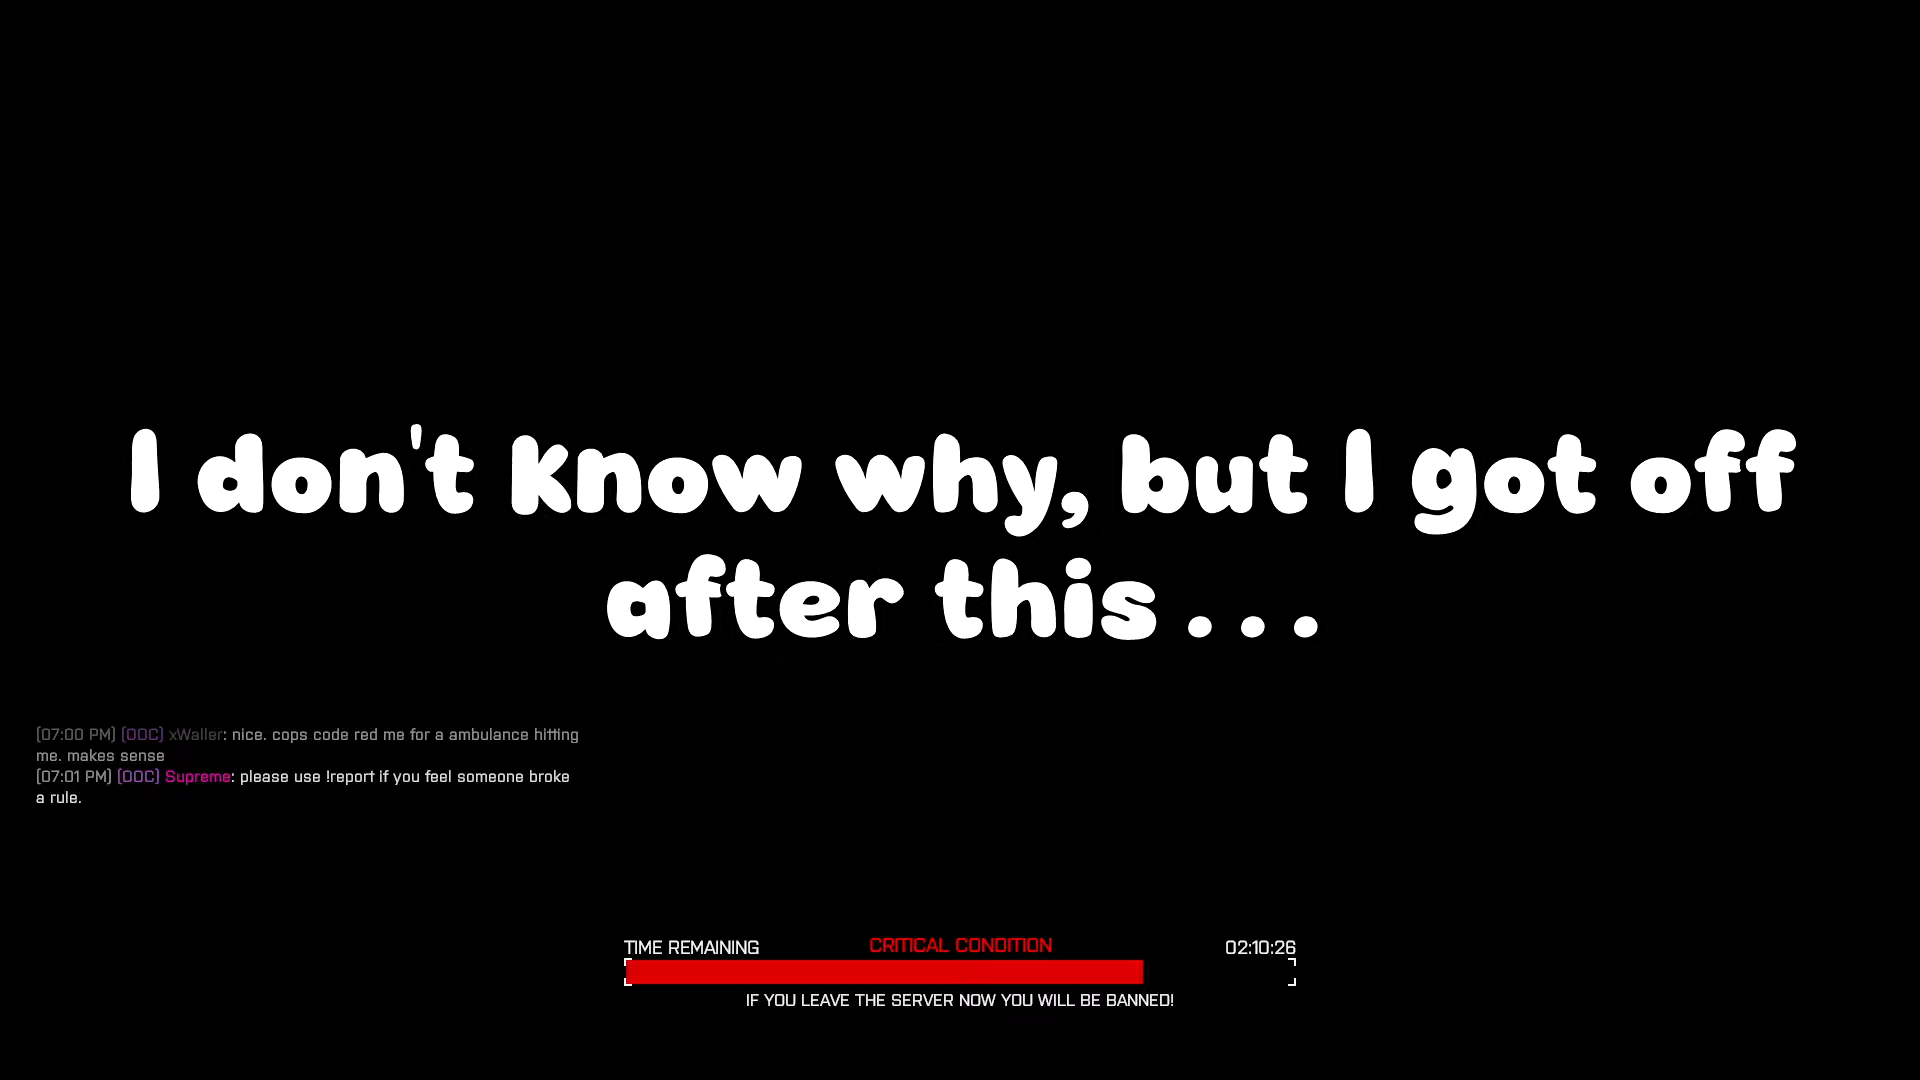 I don't know why, but I got off
after this...
[07:00 PM] [OOC] xWaller: nice. cops code red me for a ambulance hitting
me. makes sense
[07:01 PM] [OOC] Supreme: please use !report if you feel someone broke
a rule.
TIME REMAINING CRITICAL CONDITION 02:10:26
IF YOU LEAVE THE SERVER NOW YOU WILL BE BANNED!